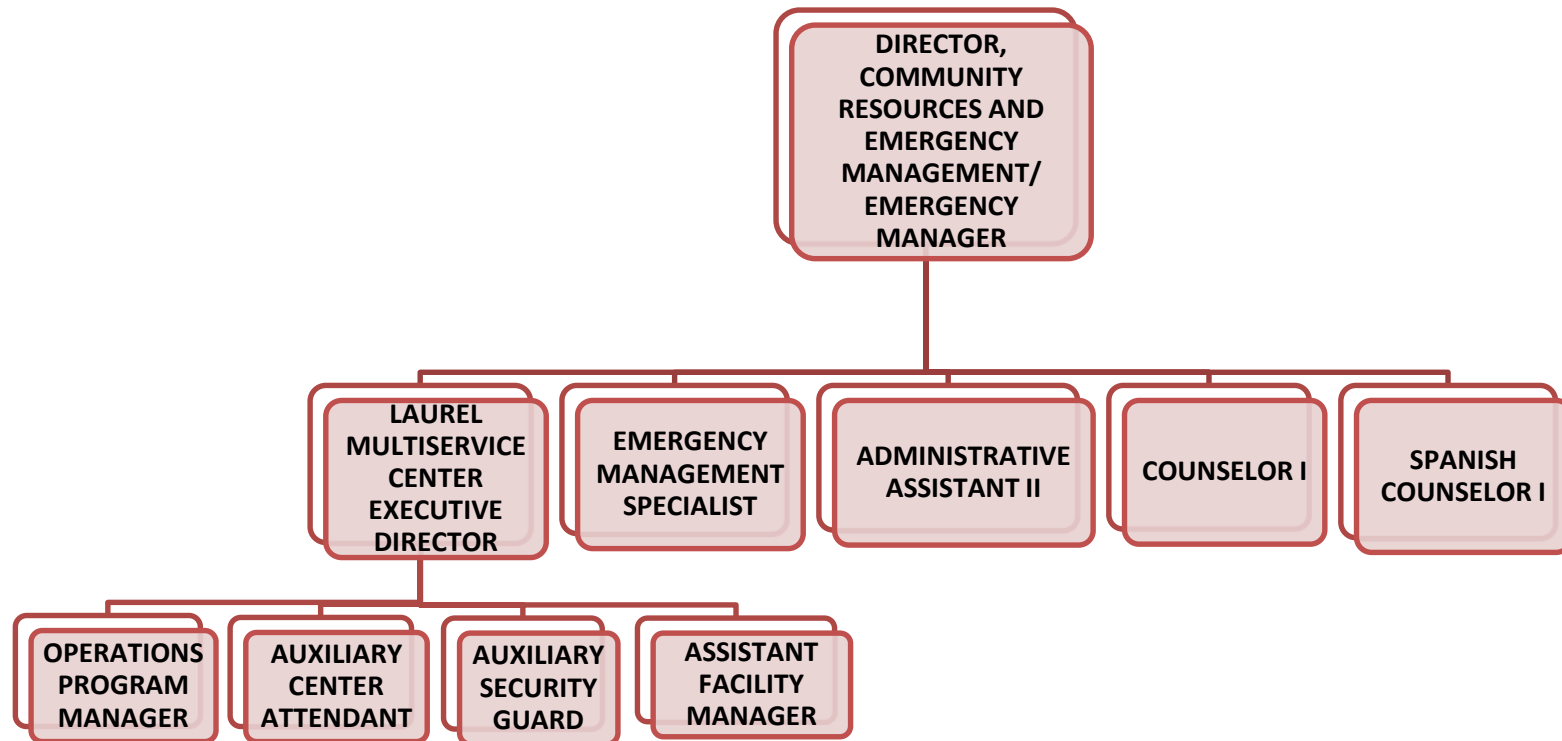 DIRECTOR,
COMMUNITY
RESOURCES AND
EMERGENCY
MANAGEMENT/
EMERGENCY
MANAGER
LAUREL
MULTISERVICE
CENTER
EXECUTIVE
DIRECTOR
EMERGENCY
MANAGEMENT
SPECIALIST
ADMINISTRATIVE
ASSISTANT II
COUNSELOR I
SPANISH
COUNSELOR I
OPERATIONS
PROGRAM
MANAGER
AUXILIARY
CENTER
ATTENDANT
AUXILIARY
SECURITY
GUARD
ASSISTANT
FACILITY
MANAGER